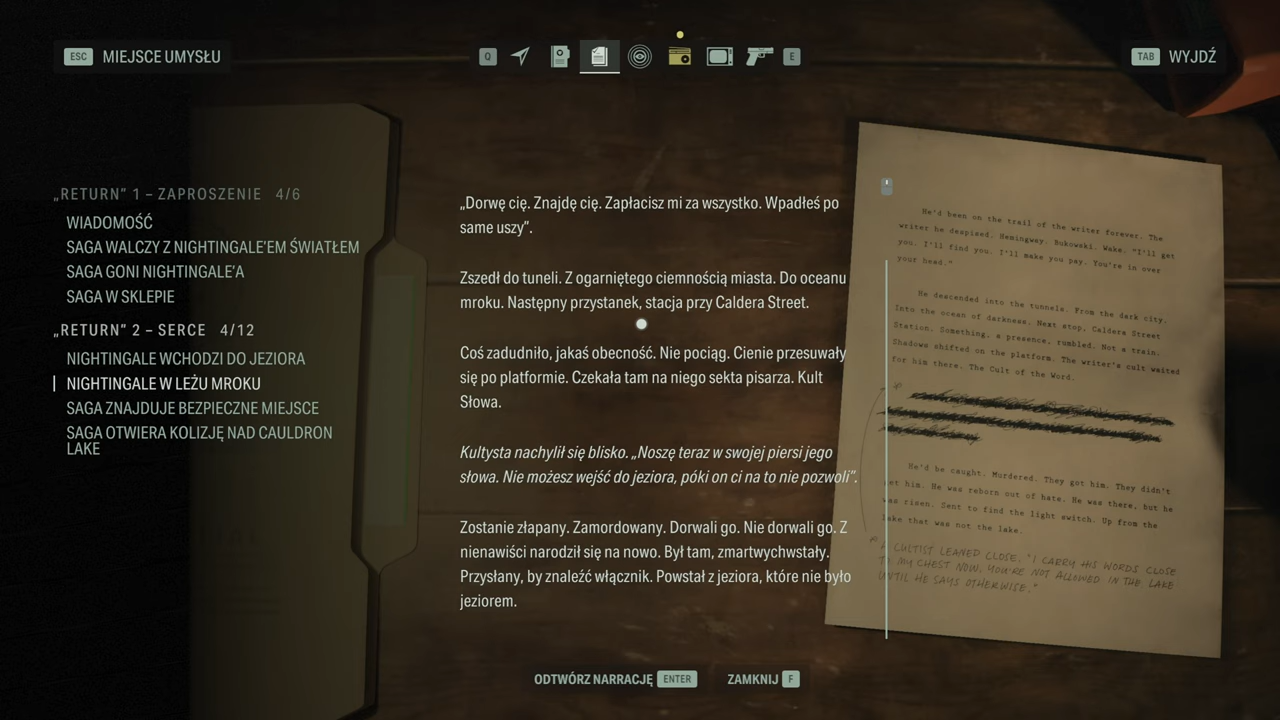 ESC MIEJSCE UMYSŁU
Q
E
TAB WYJDŹ
„RETURN” 1 – ZAPROSZENIE 4/6
WIADOMOŚĆ
SAGA WALCZY Z NIGHTINGALE'EM ŚWIATŁEM
SAGA GONI NIGHTINGALE'A
SAGA W SKLEPIE
„RETURN” 2 – SERCE 4/12
NIGHTINGALE WCHODZI DO JEZIORA
NIGHTINGALE W LEŻU MROKU
SAGA ZNAJDUJE BEZPIECZNE MIEJSCE
SAGA OTWIERA KOLIZJĘ NAD CAULDRON
LAKE
„Dorwę cię. Znajdę cię. Zapłacisz mi za wszystko. Wpadłeś po
same uszy”.
Zszedł do tuneli. Z ogarniętego ciemnością miasta. Do oceanu
mroku. Następny przystanek, stacja przy Caldera Street.
Coś zadudniło, jakaś obecność. Nie pociąg. Cienie przesuwały
się po platformie. Czekała tam na niego sekta pisarza. Kult
Słowa.
Kultysta nachylił się blisko. „Noszę teraz w swojej piersi jego
słowa. Nie możesz wejść do jeziora, póki on ci na to nie pozwoli”.
Zostanie złapany. Zamordowany. Dorwali go. Nie dorwali go. Z
nienawiści narodził się na nowo. Był tam, zmartwychwstały.
Przysłany, by znaleźć włącznik. Powstał z jeziora, które nie było
jeziorem.
He'd been on the trail of the writer forever. The
writer he despised. Hemingway. Bukowski. Wake. "I'll get
you. I'll find you. I'll make you pay. You're in over
your head."
He descended into the tunnels. From the dark city.
Into the ocean of darkness. Next stop, Caldera Street
Station. Something, a presence, rumbled. Not a train.
Shadows shifted on the platform. The writer's cult waited
for him there. The Cult of the Word.
He'd be caught. Murdered. They got him. They didn't
get him. He was reborn out of hate. He was there, but he
was risen. Sent to find the light switch. Up from the
lake that was not the lake.
A CULTIST LEANED CLOSE. "I CARRY HIS WORDS CLOSE
TO MY CHEST NOW, YOU'RE NOT ALLOWED IN THE LAKE
UNTIL HE SAYS OTHERWISE."
ODTWÓRZ NARRACJĘ ENTER
ZAMKNIJ F